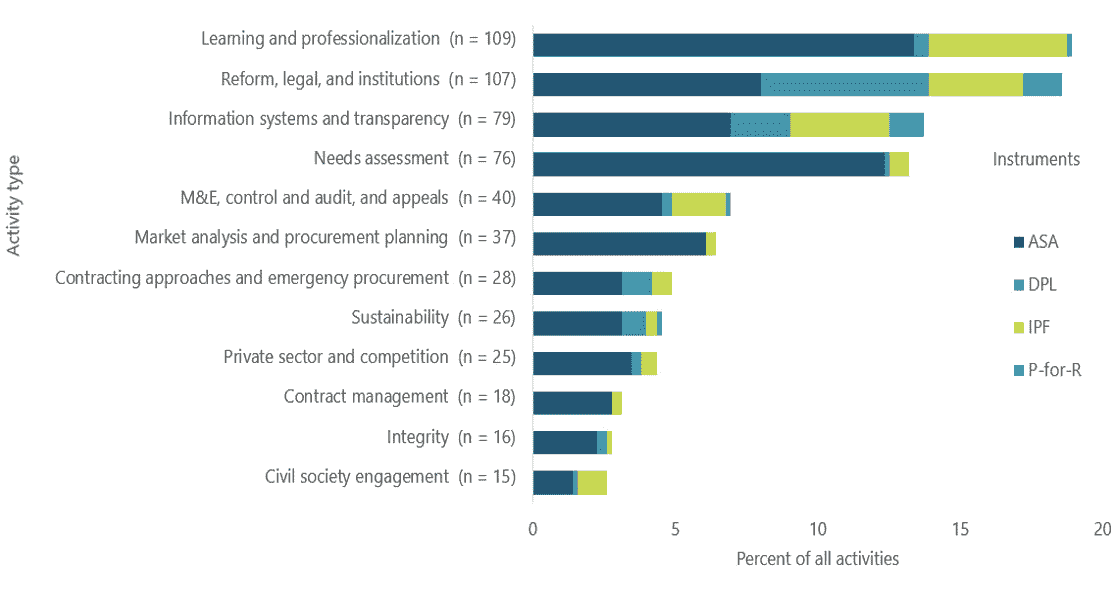 Learning and professionalization (n = 109)
Reform, legal, and institutions (n = 107)
Information systems and transparency (n = 79)
Needs assessment (n = 76)
M&E, control and audit, and appeals (n = 40)
Market analysis and procurement planning (n = 37)
Contracting approaches and emergency procurement (n = 28)
Sustainability (n = 26)
Private sector and competition (n = 25)
Contract management (n = 18)
Integrity (n = 16)
Civil society engagement (n = 15)
Activity type
0 5 10 15 20
Percent of all activities
Instruments
ASA
DPL
IPF
P-for-R